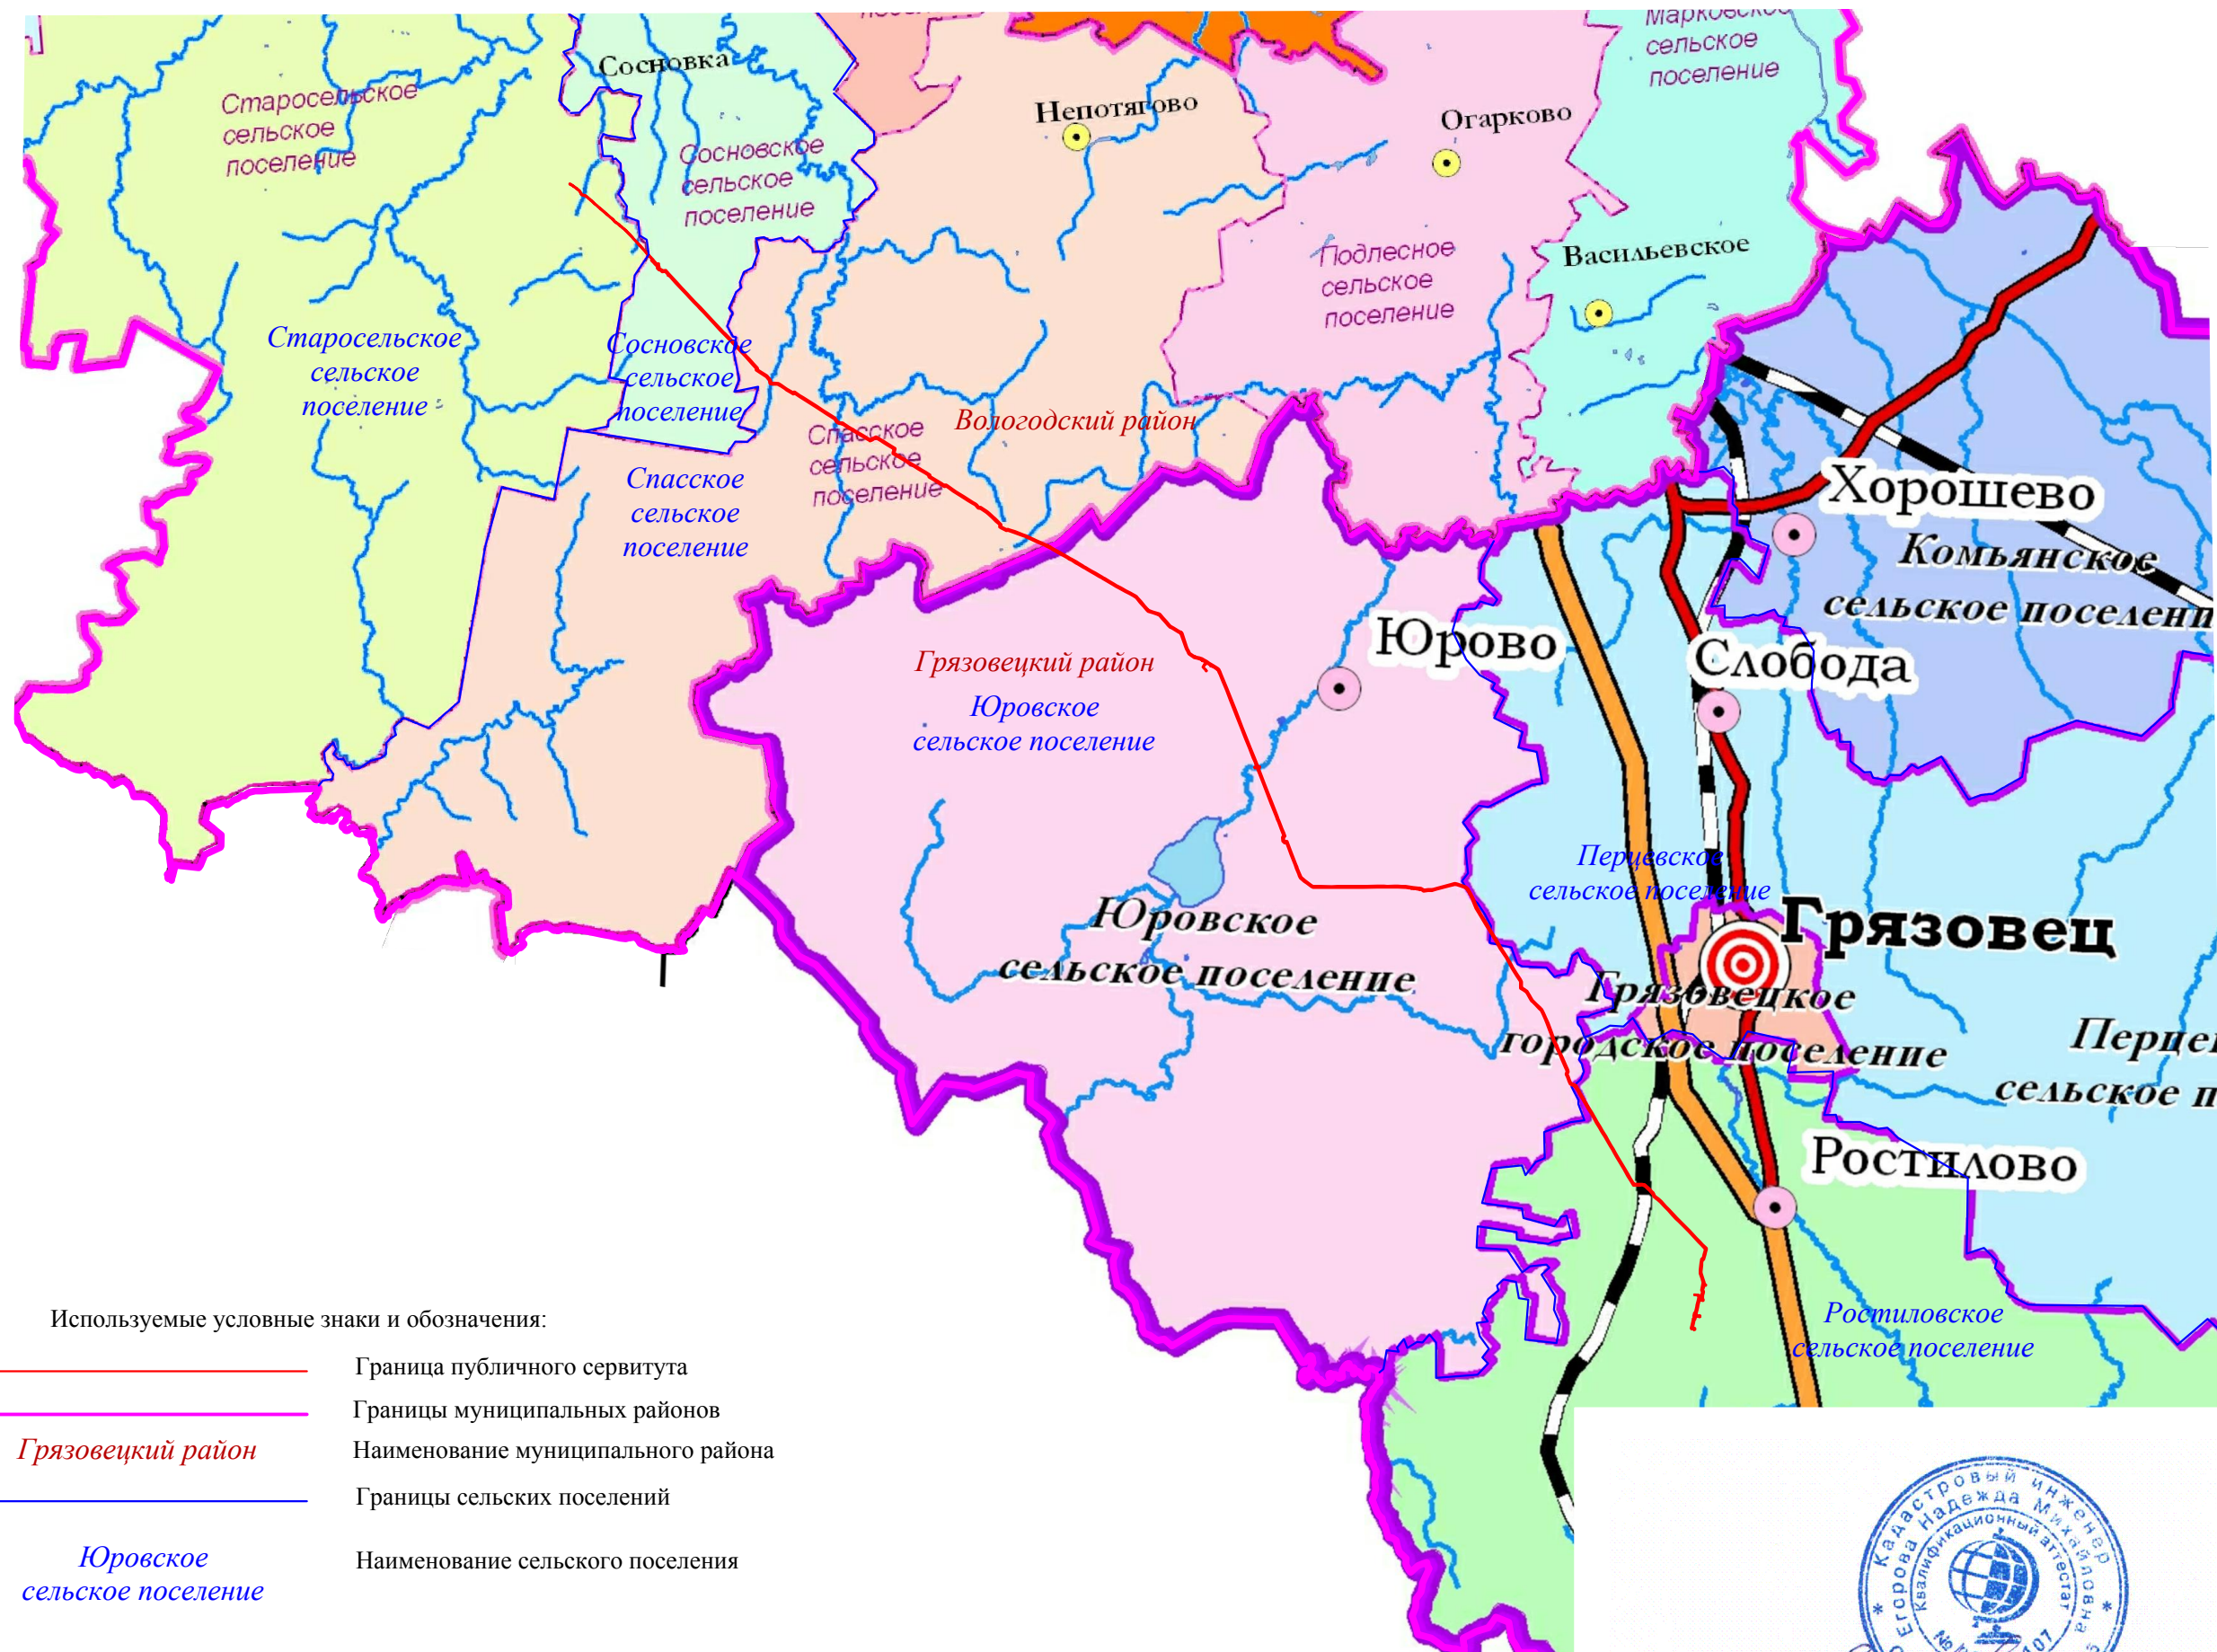 Марковское
сельское
поселение
Сосновка
Старосельское
сельское
поселение
Непотягово
Огарково
Сосновское
сельское
поселение
Васильевское
Подлесное
сельское
поселение
Старосельское
сельское
поселение
Сосновское
сельское
поселение
Вологодский район
Спасское
сельское
поселение
Спасское
сельское
поселение
Хорошево
Комьянское
сельское поселени
Юрово
Слобода
Грязовецкий район
Юровское
сельское поселение
Перцевское
сельское поселение
Грязовец
Юровское
сельское поселение
Грязовецкое
городское поселение
Перце
сельское п
Ростилово
Ростиловское
сельское поселение
Используемые условные знаки и обозначения:
Граница публичного сервитута
Границы муниципальных районов
Грязовецкий район
Наименование муниципального района
Границы сельских поселений
Юровское
сельское поселение
Наименование сельского поселения
Кадастровый инженер
Егорова Надежда Михайловна
Квалификационный аттестат